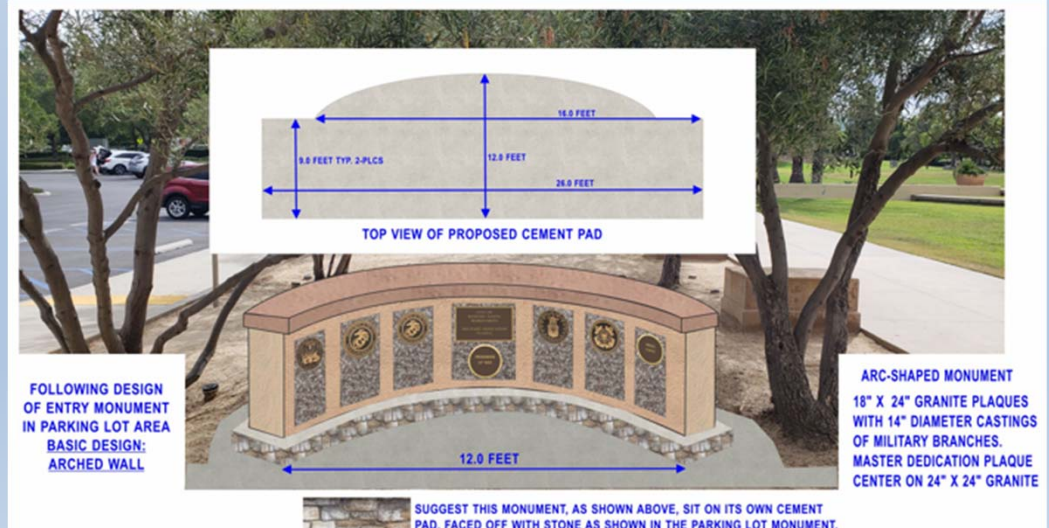 16.0 FEET
9.0 FEET TYP. 2-PLCS
12.0 FEET
26.0 FEET
TOP VIEW OF PROPOSED CEMENT PAD
FOLLOWING DESIGN
OF ENTRY MONUMENT
IN PARKING LOT AREA
BASIC DESIGN:
ARCHED WALL
ARC-SHAPED MONUMENT
18" X 24" GRANITE PLAQUES
WITH 14" DIAMETER CASTINGS
OF MILITARY BRANCHES.
MASTER DEDICATION PLAQUE
CENTER ON 24" X 24" GRANITE
12.0 FEET
SUGGEST THIS MONUMENT, AS SHOWN ABOVE, SIT ON ITS OWN CEMENT
PAD, FACED OFF WITH STONE AS SHOWN IN THE PARKING LOT MONUMENT.